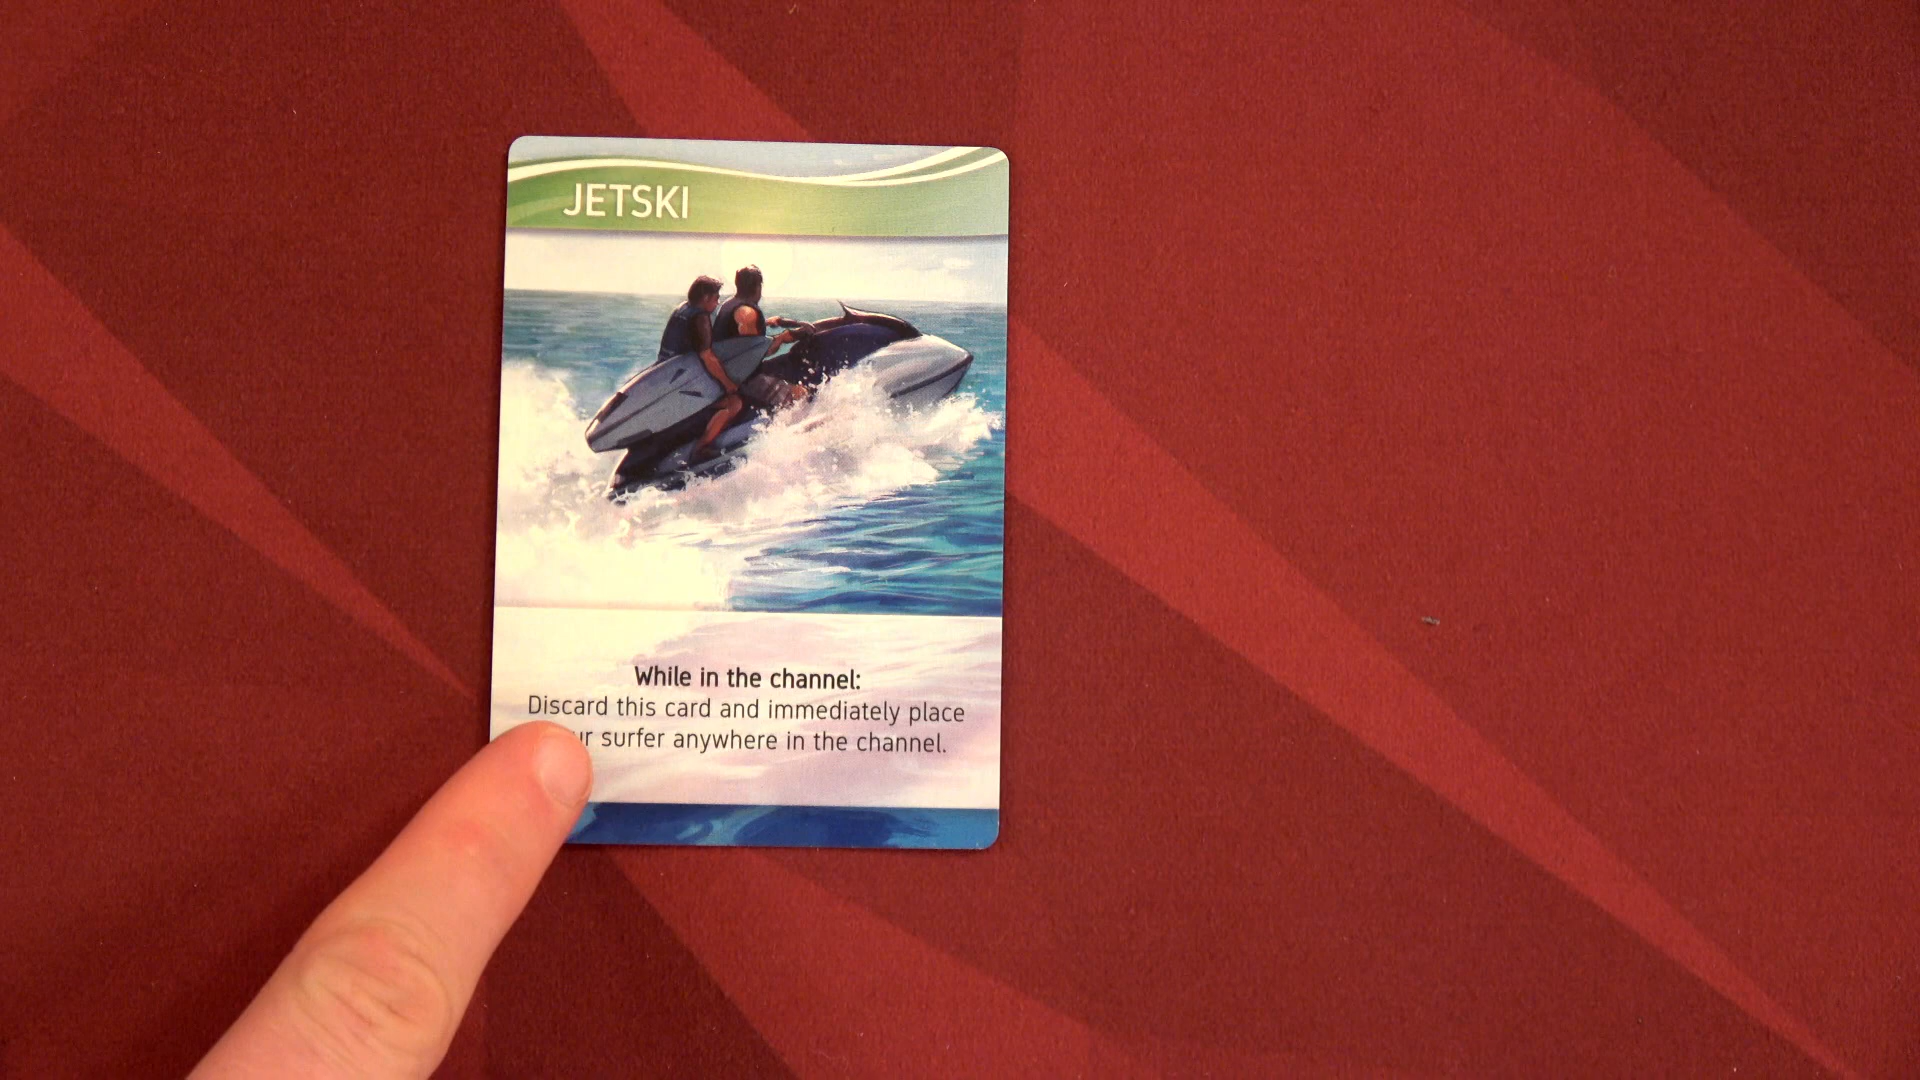 JETSKI
While in the channel:
Discard this card and immediately place
surfer anywhere in the channel.